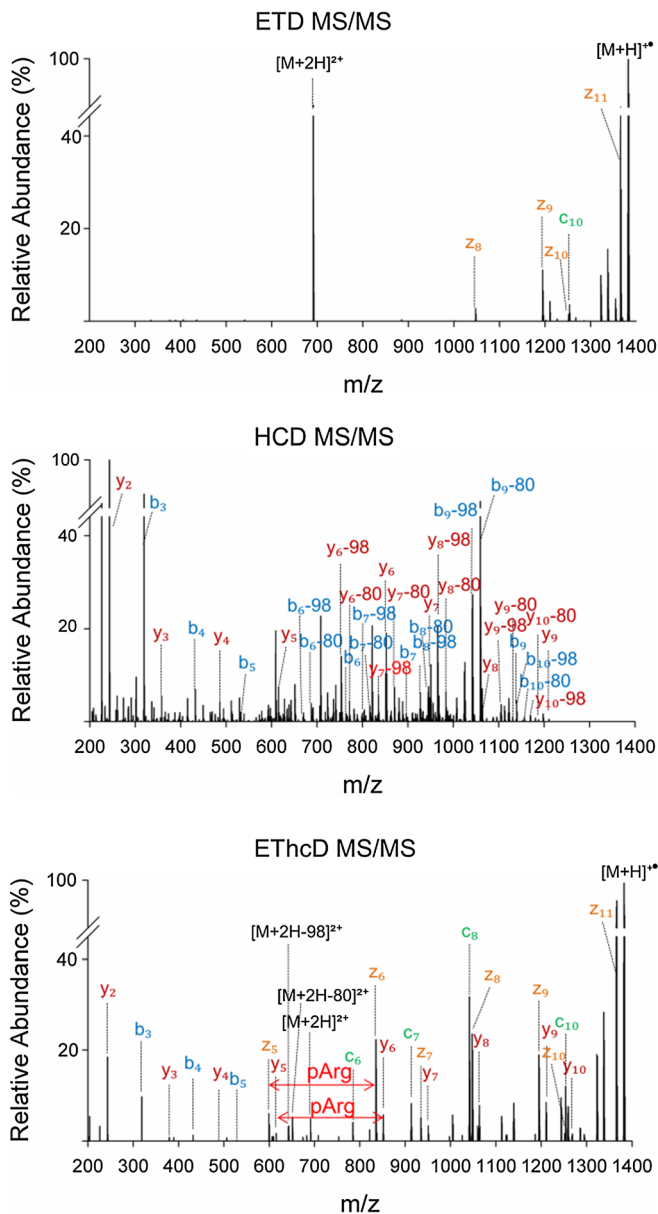 ETD MS/MS
[M+2H]²⁺
[M+H]⁺•
z₁₁
z₉
c₁₀
z₁₀
z₈
100
40
20
Relative Abundance (%)
200 300 400 500 600 700 800 900 1000 1100 1200 1300 1400
m/z
HCD MS/MS
y₂
b₃
b₉-80
b₉-98
y₆-98
y₆
y₈-98
y₆-80
y₇-80
y₈-80
b₆-98
b₇-98
y₇
y₉-80
y₁₀-80
y₃
b₄
y₄
y₅
b₆-80
b₇-80
b₈-80
b₈-98
y₉-98
b₉
y₉
b₅
b₆
y₇-98
b₇
y₈
b₁₀-98
b₁₀-80
y₁₀-98
100
40
20
Relative Abundance (%)
200 300 400 500 600 700 800 900 1000 1100 1200 1300 1400
m/z
EThcD MS/MS
[M+H]⁺•
[M+2H-98]²⁺
c₈
z₁₁
z₆
z₈
y₂
[M+2H-80]²⁺
z₉
[M+2H]²⁺
b₃
z₅
c₇
y₉
c₁₀
y₃
b₄
y₄
b₅
y₅
pArg
c₆
y₆
z₇
y₈
z₁₀
y₁₀
pArg
y₇
100
40
20
Relative Abundance (%)
200 300 400 500 600 700 800 900 1000 1100 1200 1300 1400
m/z